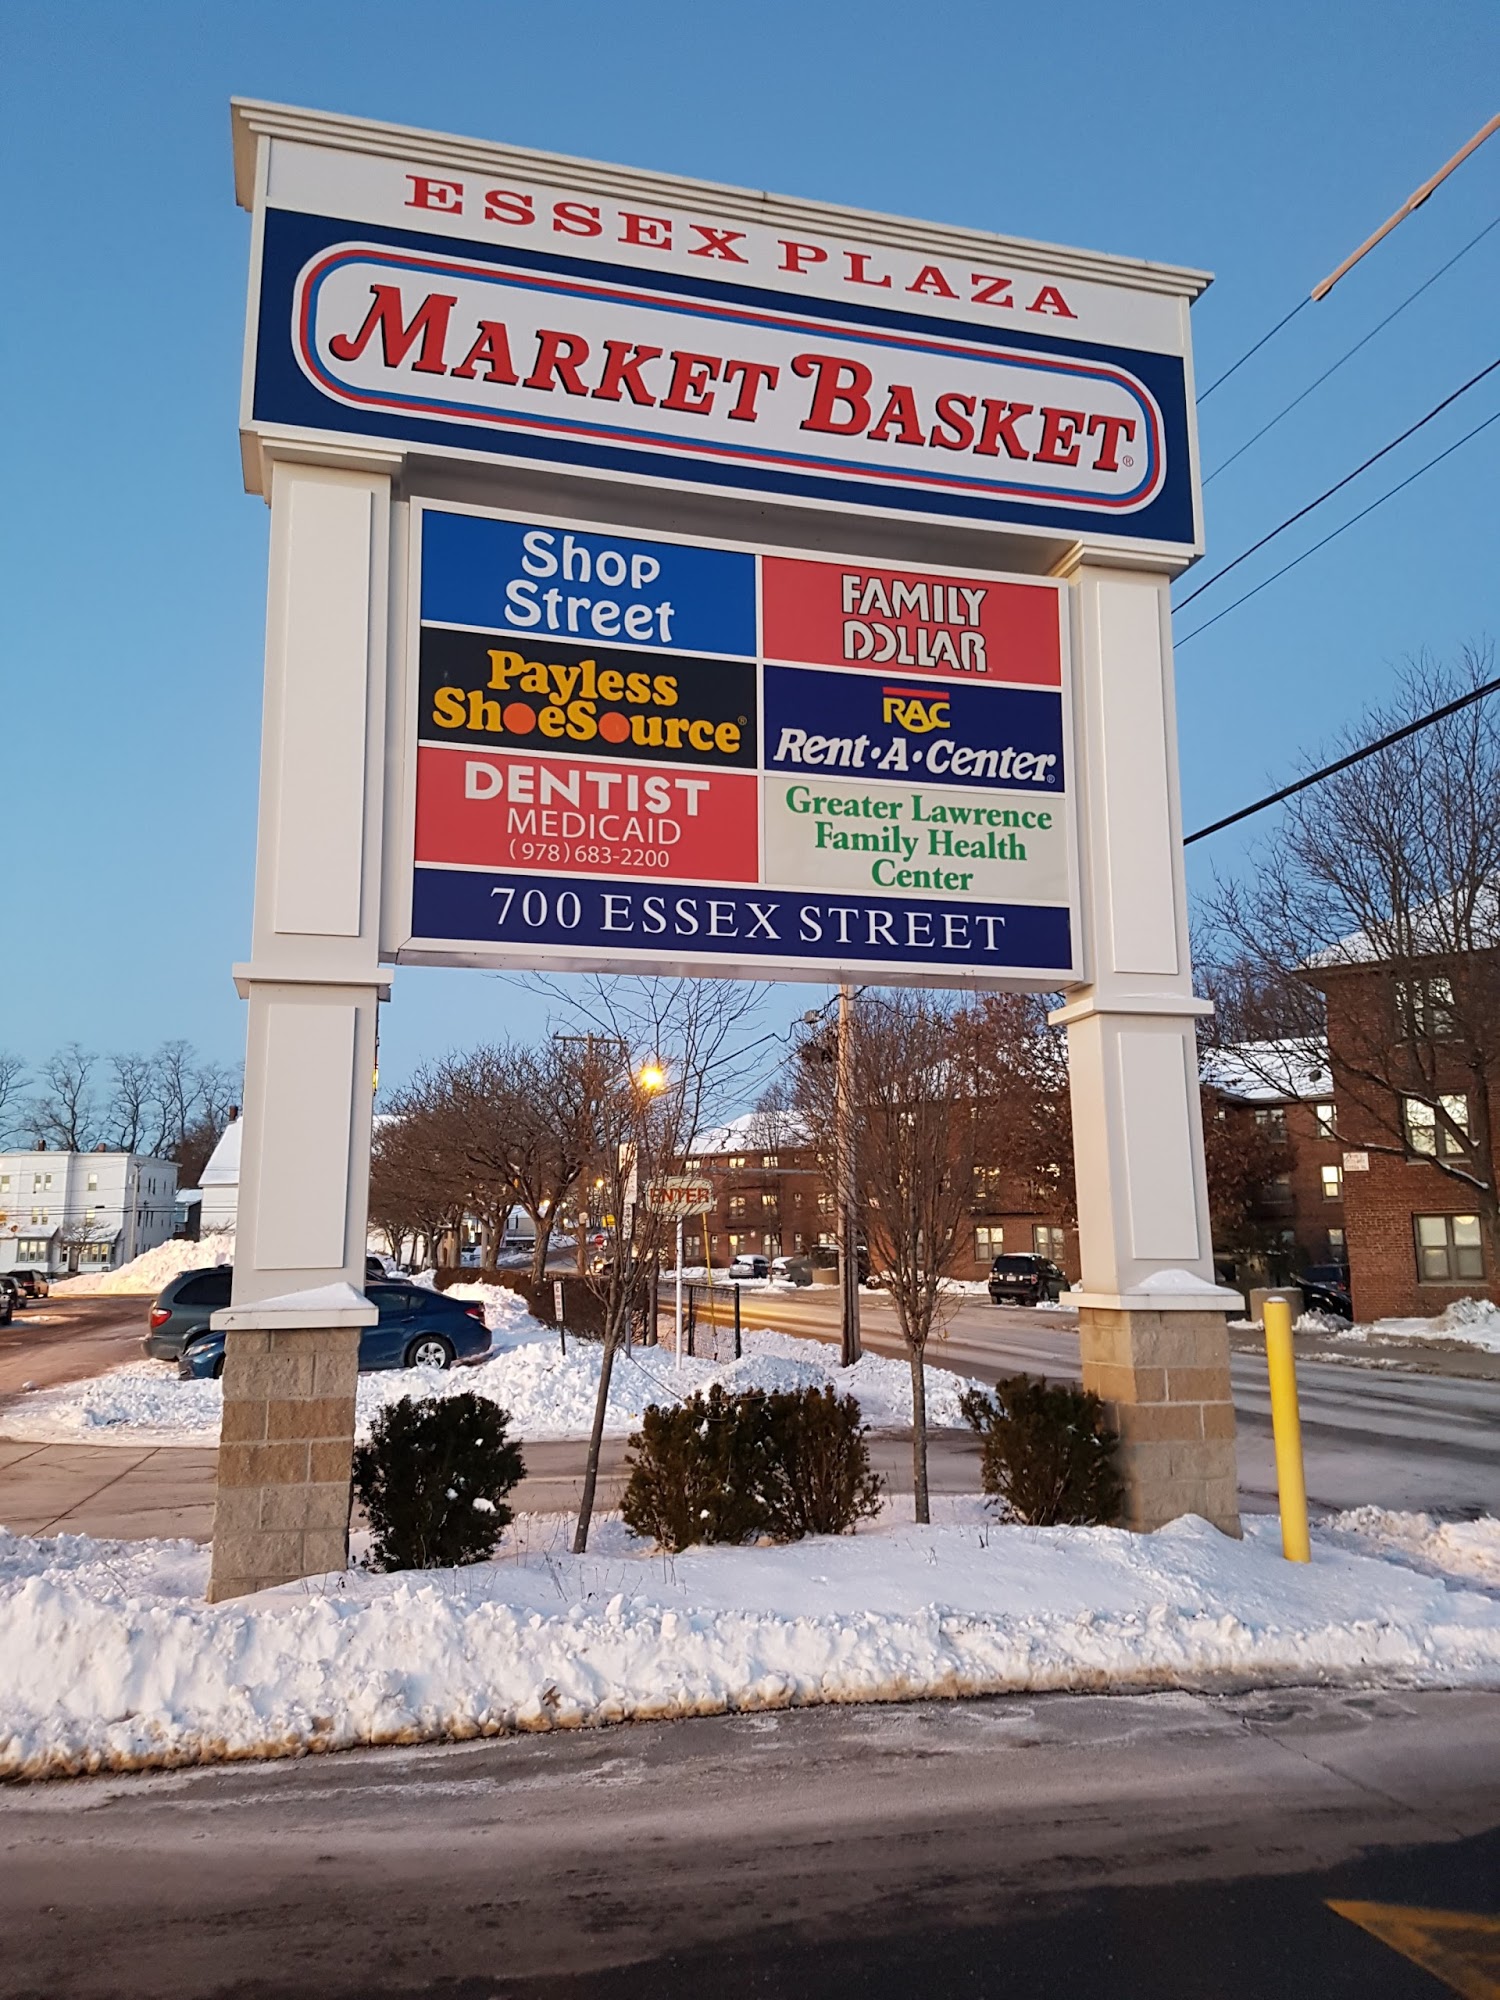 ESSEX PLAZA
MARKET BASKET®
Shop
Street
FAMILY
DOLLAR
Payless
ShoeSource®
RAC
Rent·A·Center®
DENTIST
MEDICAID
(978)683-2200
Greater Lawrence
Family Health
Center
700 ESSEX STREET
ENTER